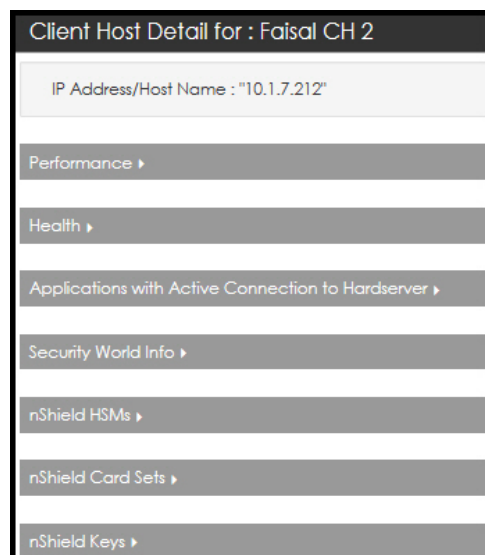 Client Host Detail for : Faisal CH 2
IP Address/Host Name : "10.1.7.212"
Performance
Health
Applications with Active Connection to Hardserver
Security World Info
nShield HSMs
nShield Card Sets
nShield Keys